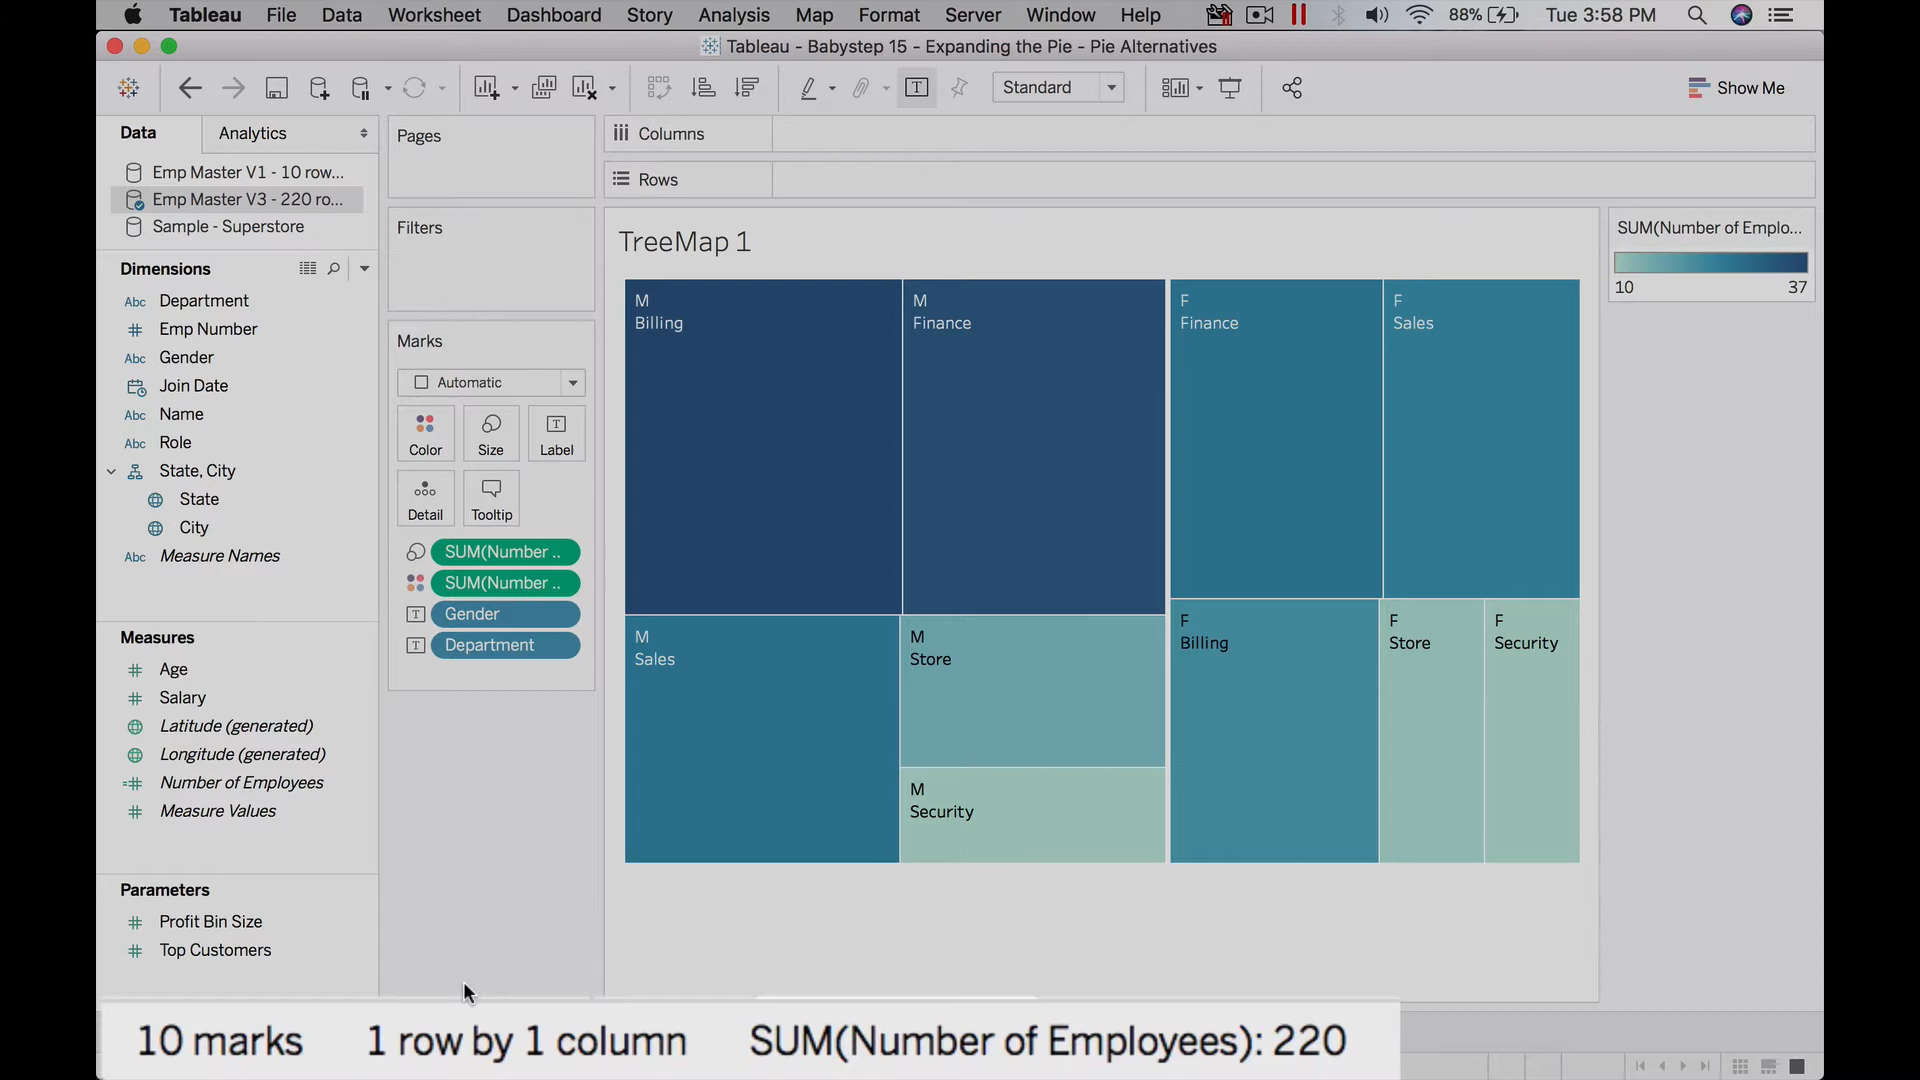 Tableau File Data Worksheet Dashboard Story Analysis Map Format Server Window Help 88% Tue 3:58 PM
Tableau - Babystep 15 - Expanding the Pie - Pie Alternatives
Standard Show Me
Data Analytics
Emp Master V1 - 10 row...
Emp Master V3 - 220 ro...
Sample - Superstore
Dimensions
Abc Department
Emp Number
Abc Gender
Join Date
Abc Name
Abc Role
State, City
State
City
Abc Measure Names
Measures
Age
Salary
Latitude (generated)
Longitude (generated)
Number of Employees
Measure Values
Parameters
Profit Bin Size
Top Customers
Pages
Filters
Marks
Automatic
Color Size Label
Detail Tooltip
SUM(Number ..
SUM(Number ..
Gender
Department
Columns
Rows
TreeMap 1
M
Billing
M
Finance
F
Finance
F
Sales
M
Sales
M
Store
M
Security
F
Billing
F
Store
F
Security
SUM(Number of Emplo...
10 37
10 marks 1 row by 1 column SUM(Number of Employees): 220